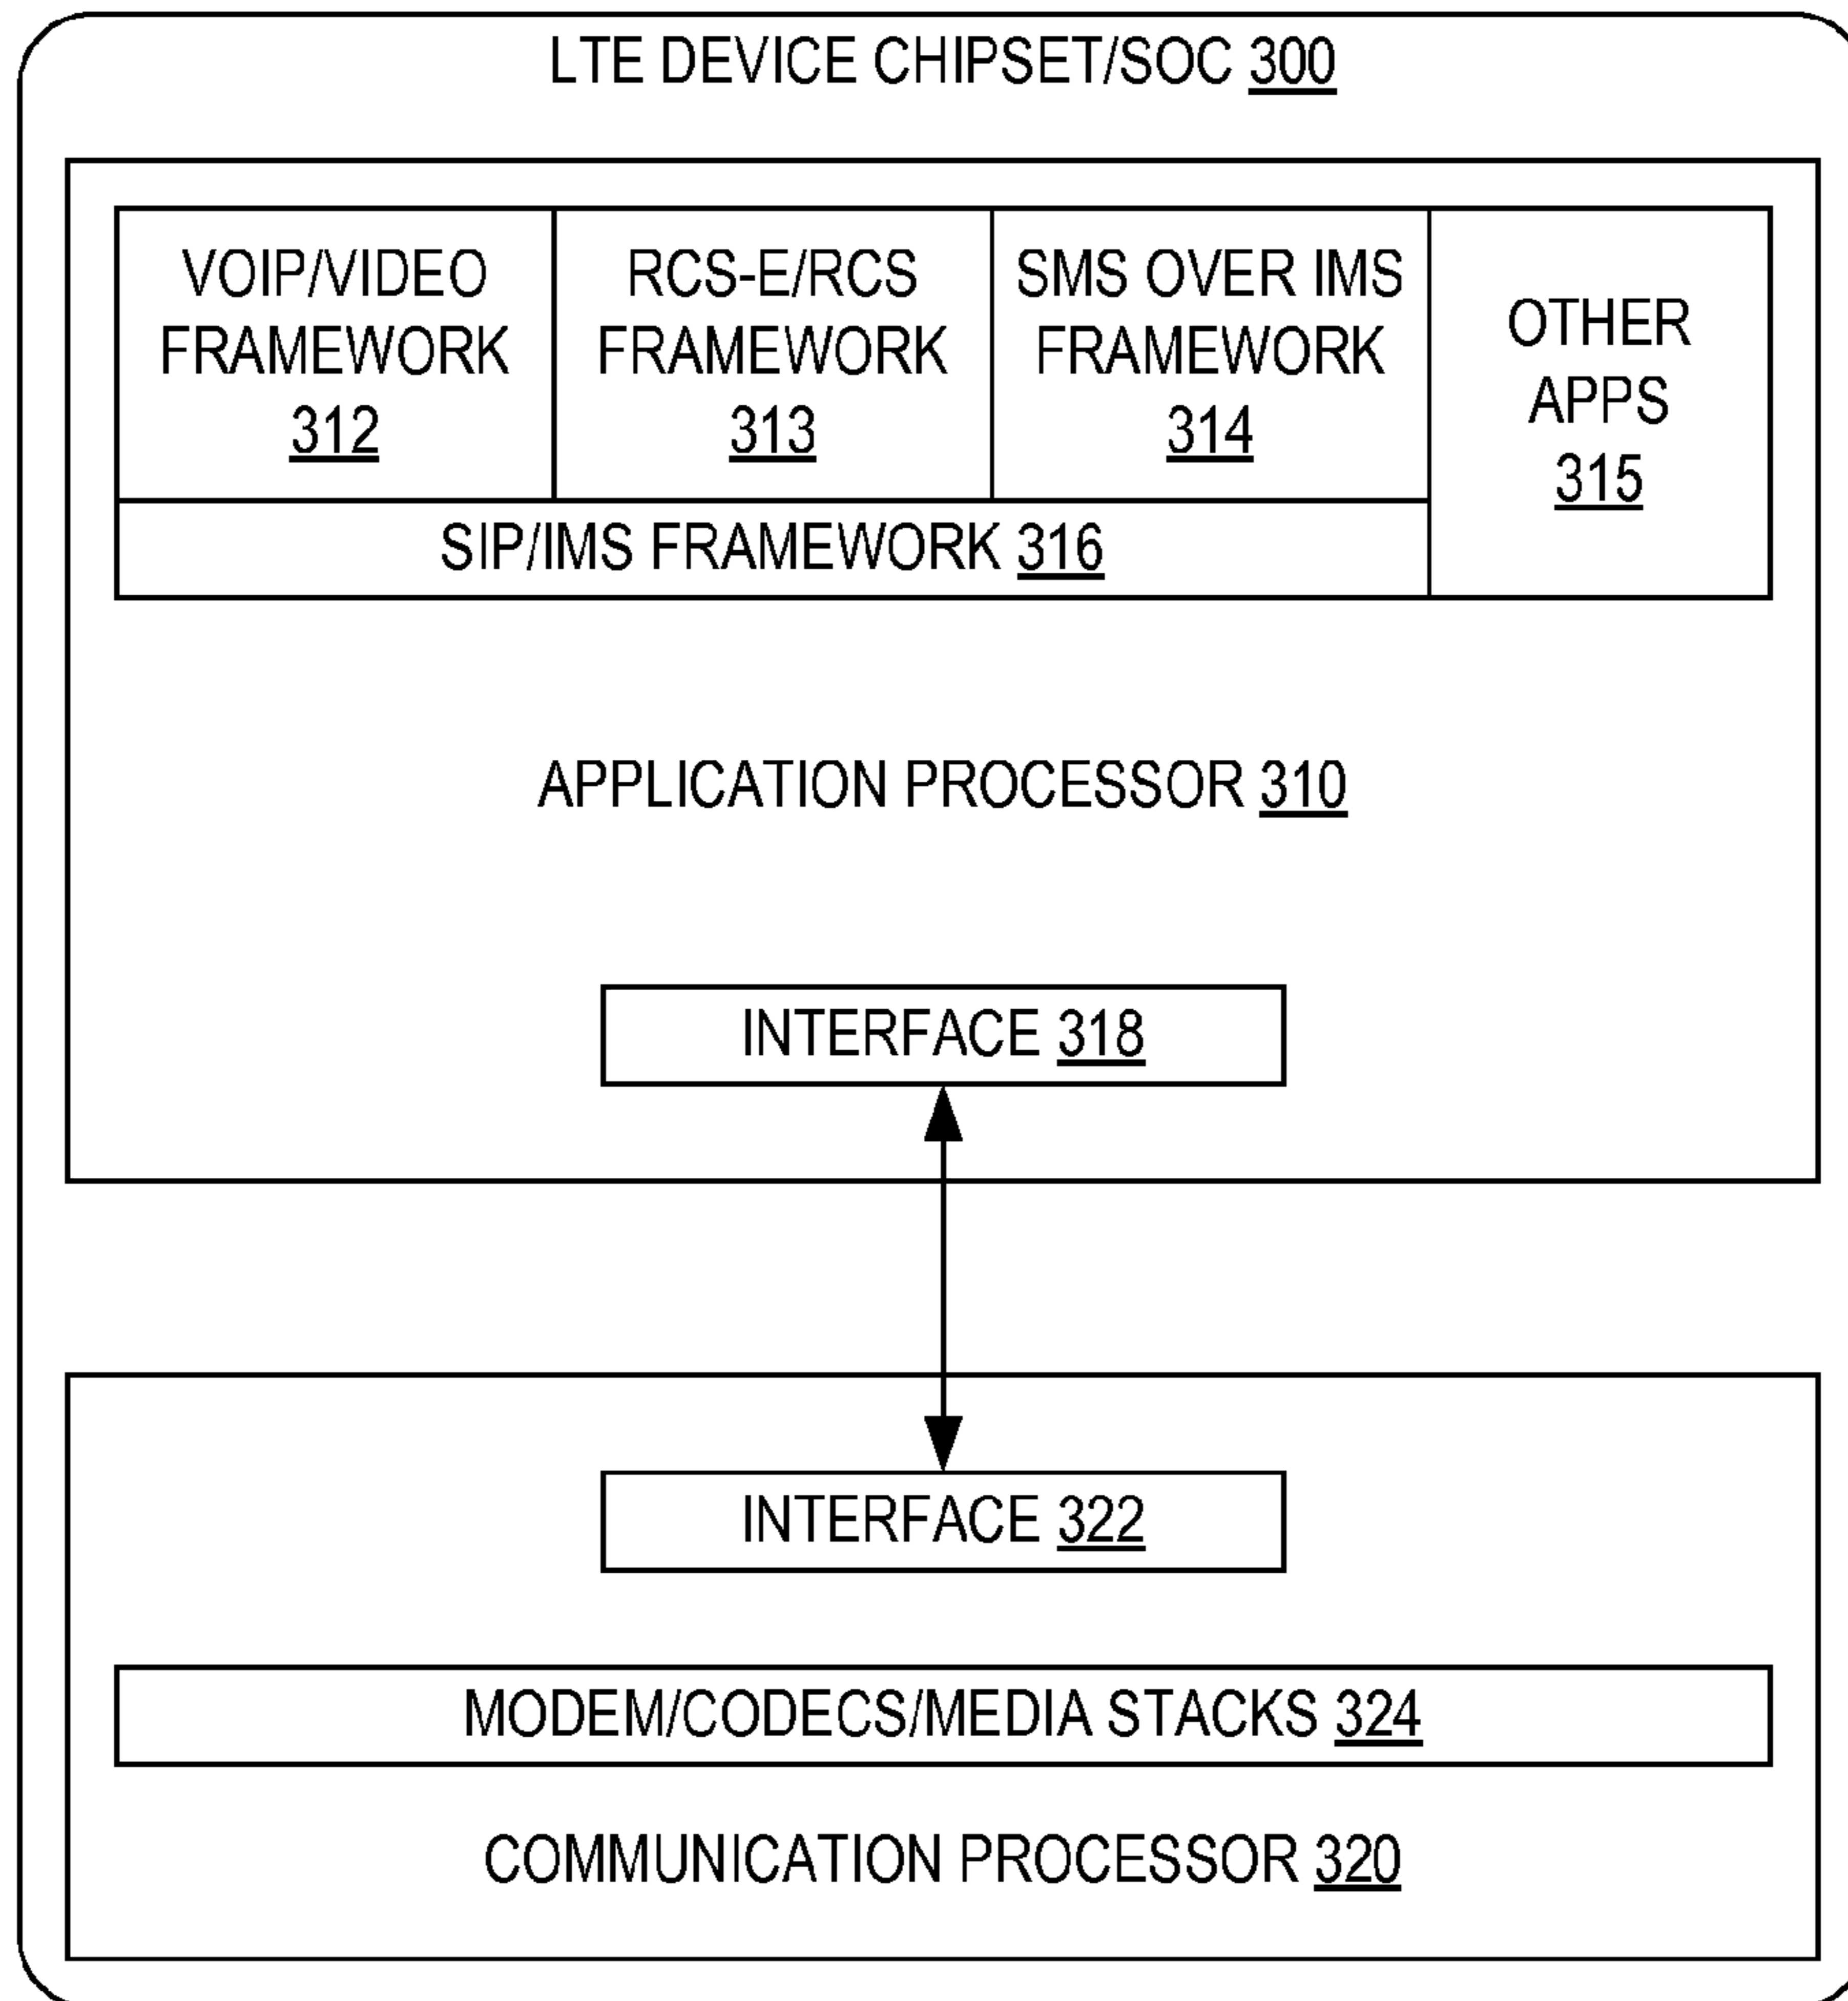 LTE DEVICE CHIPSET/SOC 300
VOIP/VIDEO
FRAMEWORK
312
RCS-E/RCS
FRAMEWORK
313
SMS OVER IMS
FRAMEWORK
314
OTHER
APPS
315
SIP/IMS FRAMEWORK 316
APPLICATION PROCESSOR 310
INTERFACE 318
INTERFACE 322
MODEM/CODECS/MEDIA STACKS 324
COMMUNICATION PROCESSOR 320